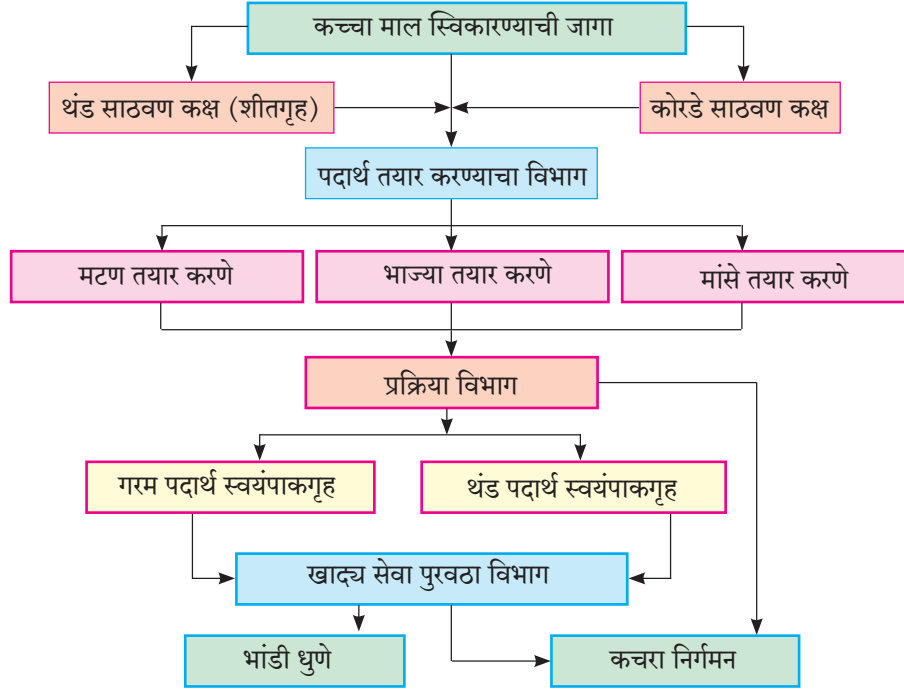 कच्चा माल स्विकारण्याची जागा
थंड साठवण कक्ष (शीतगृह)
कोरडे साठवण कक्ष
पदार्थ तयार करण्याचा विभाग
मटण तयार करणे
भाज्या तयार करणे
मांसे तयार करणे
प्रक्रिया विभाग
गरम पदार्थ स्वयंपाकगृह
थंड पदार्थ स्वयंपाकगृह
खाद्य सेवा पुरवठा विभाग
भांडी धुणे
कचरा निर्गमन